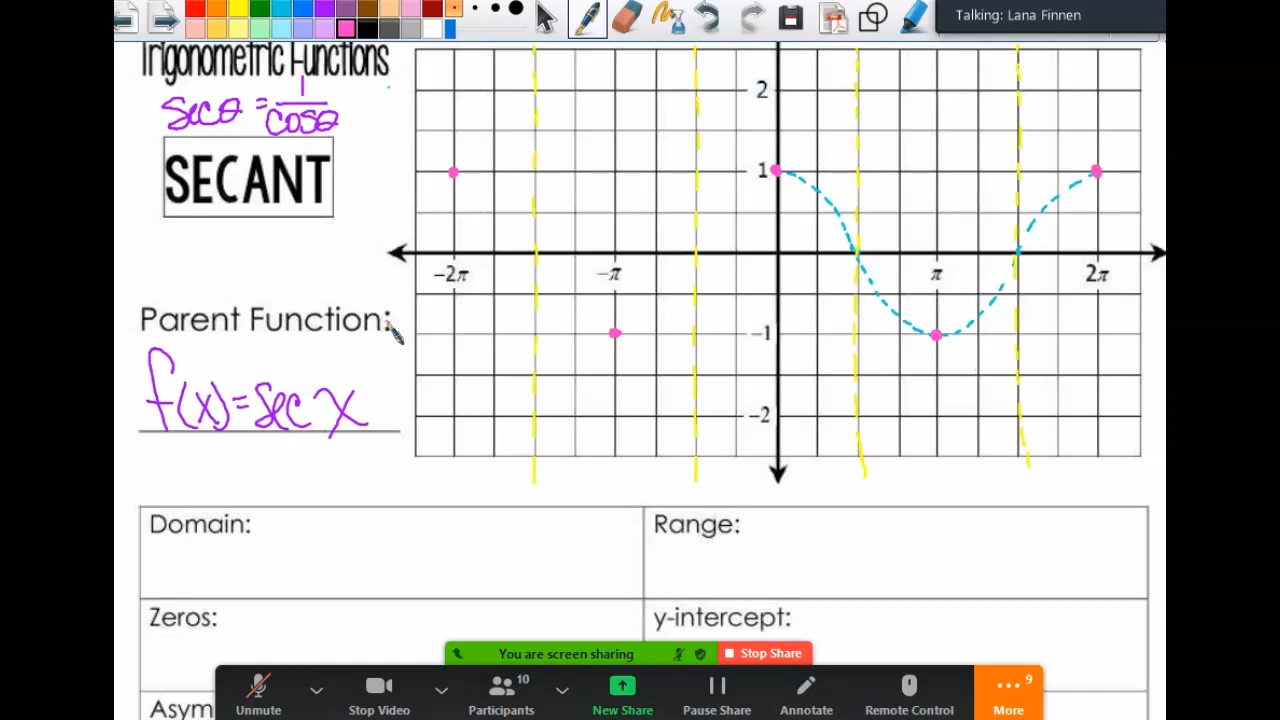 Talking: Lana Finnen
Trigonometric Functions
secθ = 1/cosθ
SECANT
2
1
−2π
−π
π
2π
−1
−2
Parent Function:
f(x)=sec x
Domain:
Range:
Zeros:
y-intercept:
You are screen sharing
Stop Share
Asym
10
9
Unmute
Stop Video
Participants
New Share
Pause Share
Annotate
Remote Control
More